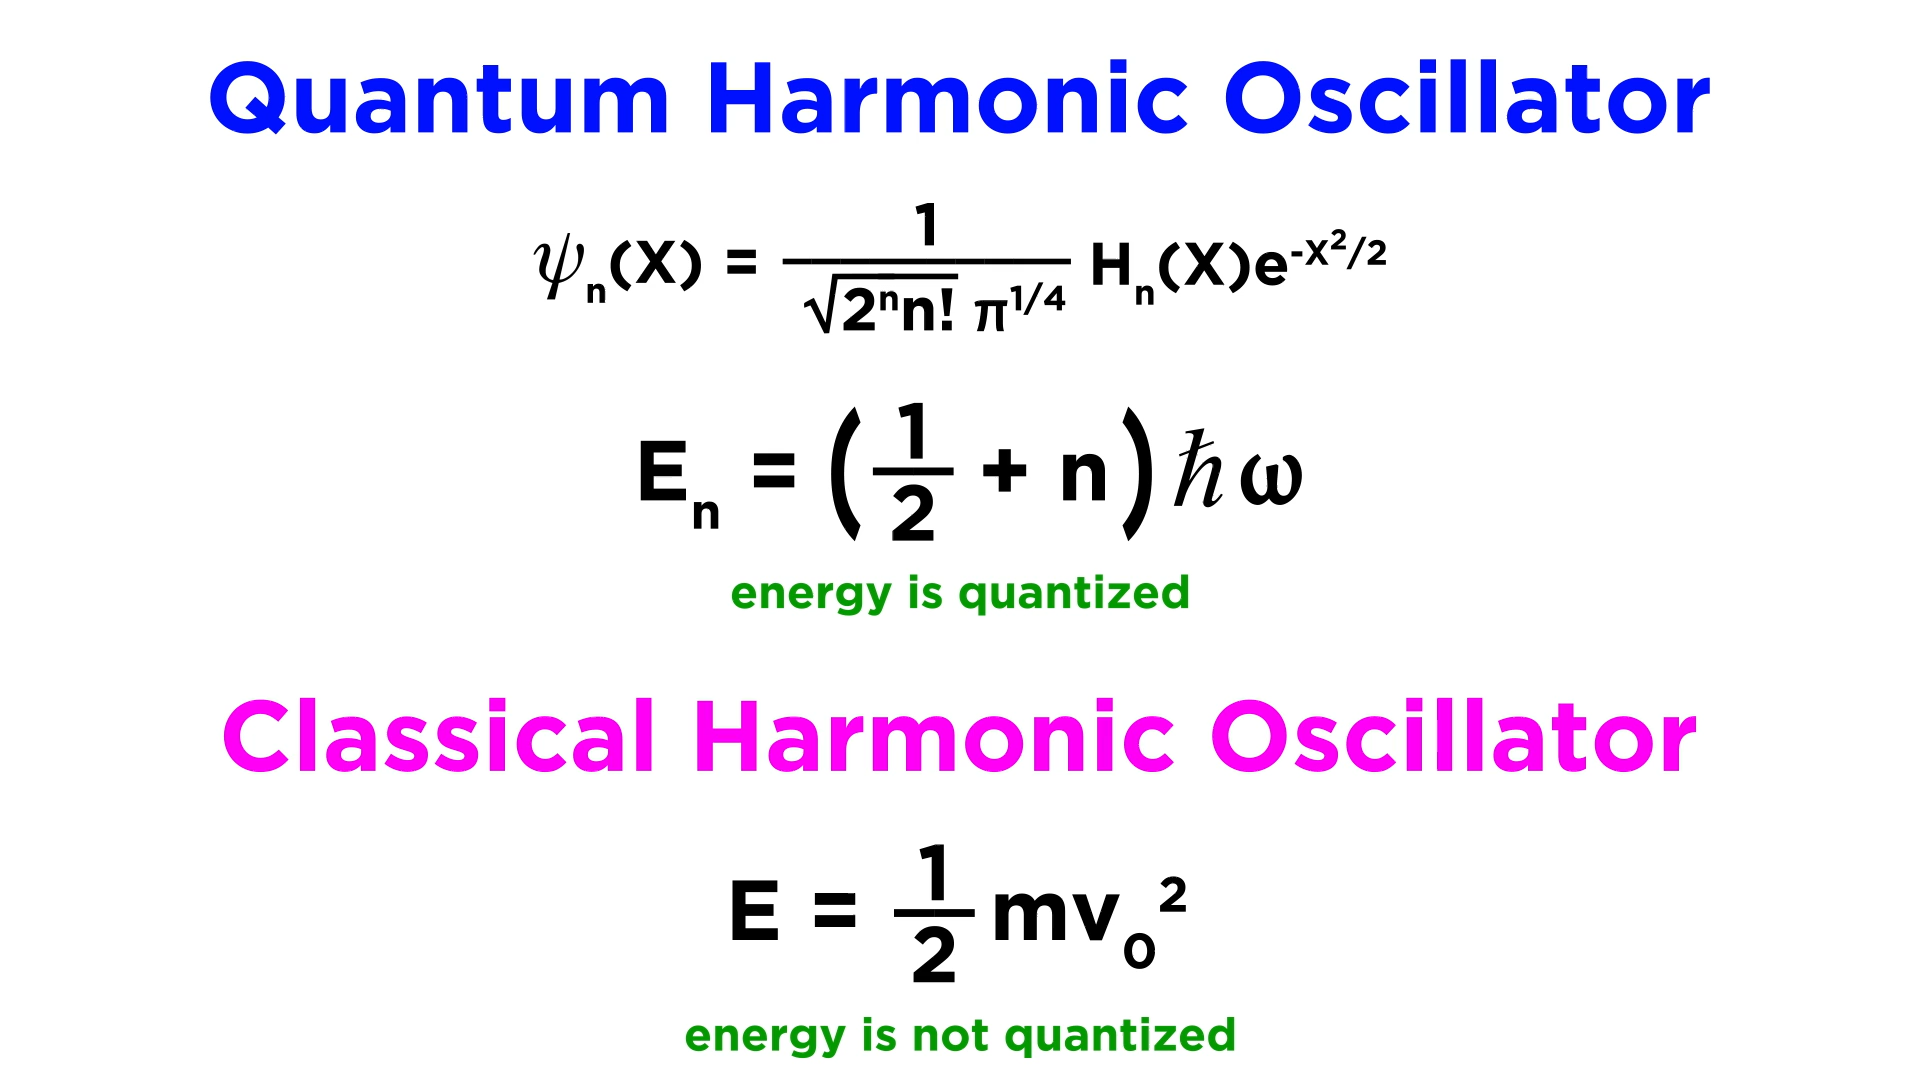 Quantum Harmonic Oscillator
ψₙ(X) = 1/(√(2ⁿn!) π^1/4) Hₙ(X)e^-X²/2
Eₙ = (1/2 + n) ℏω
energy is quantized
Classical Harmonic Oscillator
E = 1/2 mv₀²
energy is not quantized